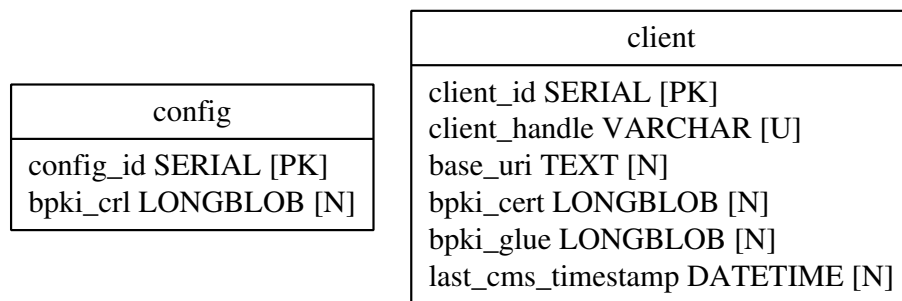 config
config_id SERIAL [PK]
bpki_crl LONGBLOB [N]
client
client_id SERIAL [PK]
client_handle VARCHAR [U]
base_uri TEXT [N]
bpki_cert LONGBLOB [N]
bpki_glue LONGBLOB [N]
last_cms_timestamp DATETIME [N]